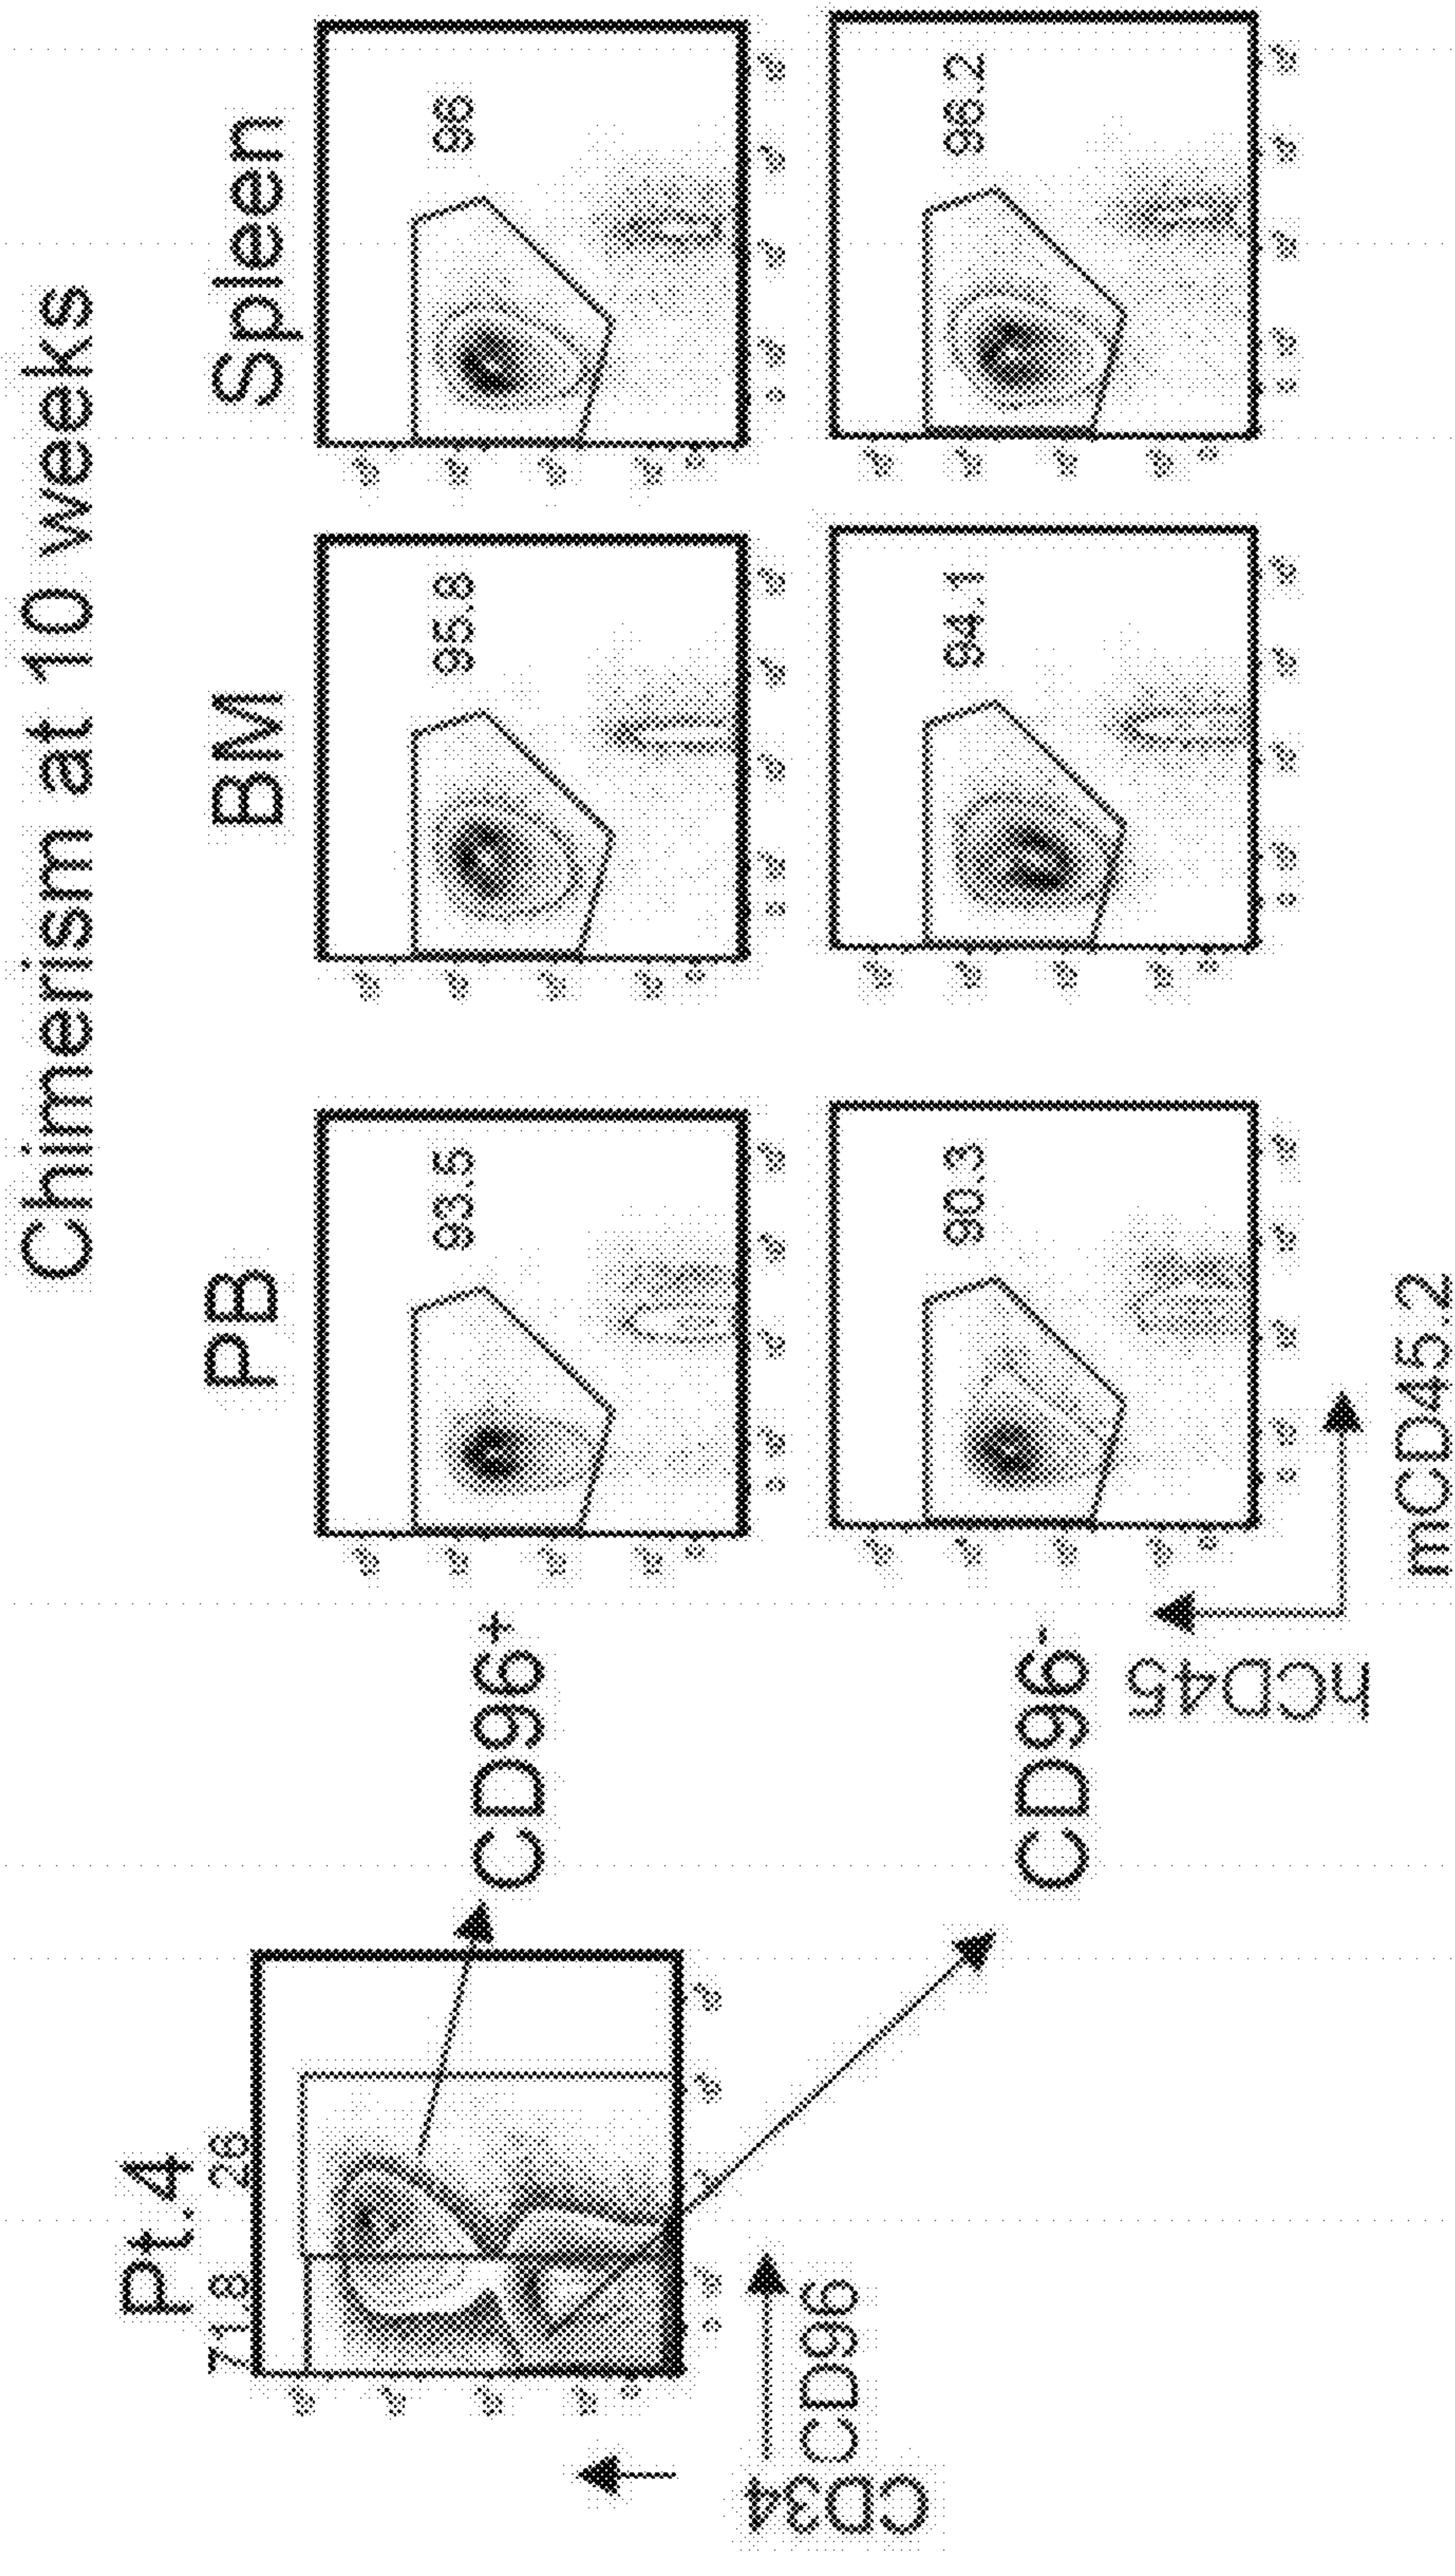 Chimerism at 10 weeks
Pt.4
PB
BM
Spleen
71.8
26
CD96+
93.5
95.8
96
CD96-
90.3
94.1
96.2
CD34
CD96
hCD45
mCD45.2